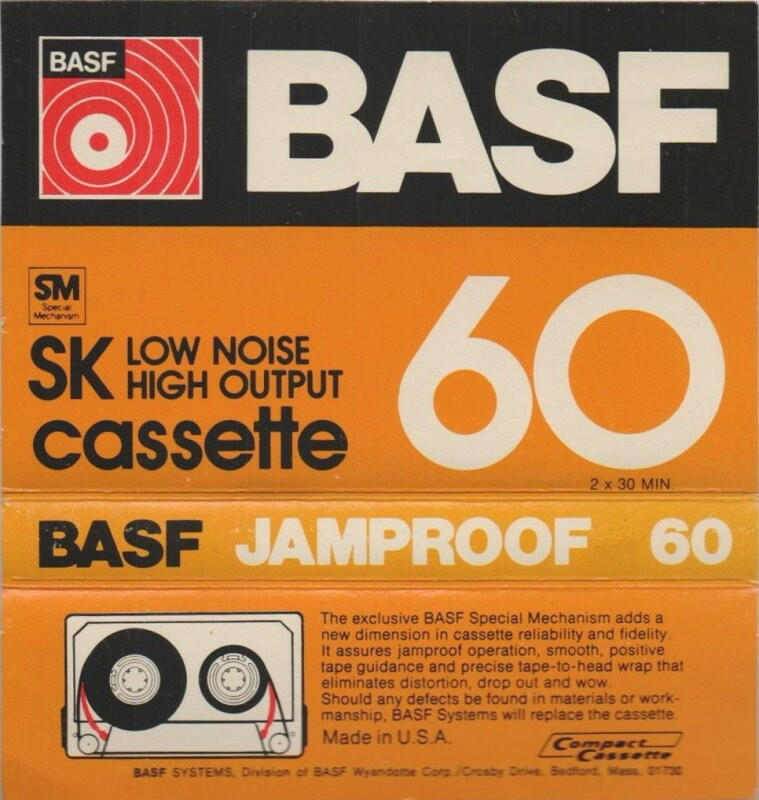 BASF
BASF
SM
Special
Mechanism
SK LOW NOISE
HIGH OUTPUT
cassette
60
2 x 30 MIN.
BASF JAMPROOF 60
The exclusive BASF Special Mechanism adds a
new dimension in cassette reliability and fidelity.
It assures jamproof operation, smooth, positive
tape guidance and precise tape-to-head wrap that
eliminates distortion, drop out and wow.
Should any defects be found in materials or work-
manship, BASF Systems will replace the cassette.
Made in U.S.A.
Compact
Cassette
BASF SYSTEMS, Division of BASF Wyandotte Corp./Crosby Drive, Bedford, Mass. 01730